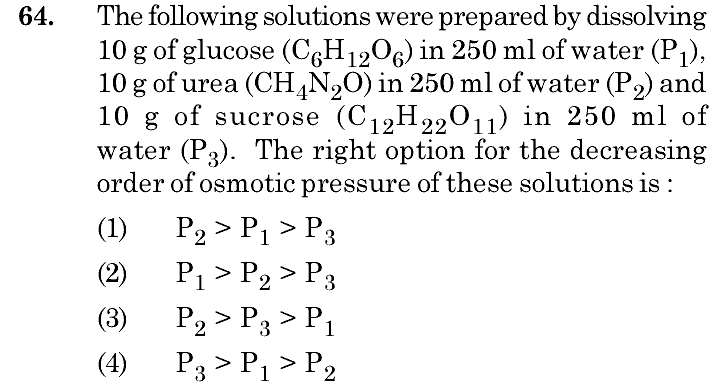 64. The following solutions were prepared by dissolving
10 g of glucose (C₆H₁₂O₆) in 250 ml of water (P₁),
10 g of urea (CH₄N₂O) in 250 ml of water (P₂) and
10 g of sucrose (C₁₂H₂₂O₁₁) in 250 ml of
water (P₃). The right option for the decreasing
order of osmotic pressure of these solutions is :
(1) P₂ > P₁ > P₃
(2) P₁ > P₂ > P₃
(3) P₂ > P₃ > P₁
(4) P₃ > P₁ > P₂